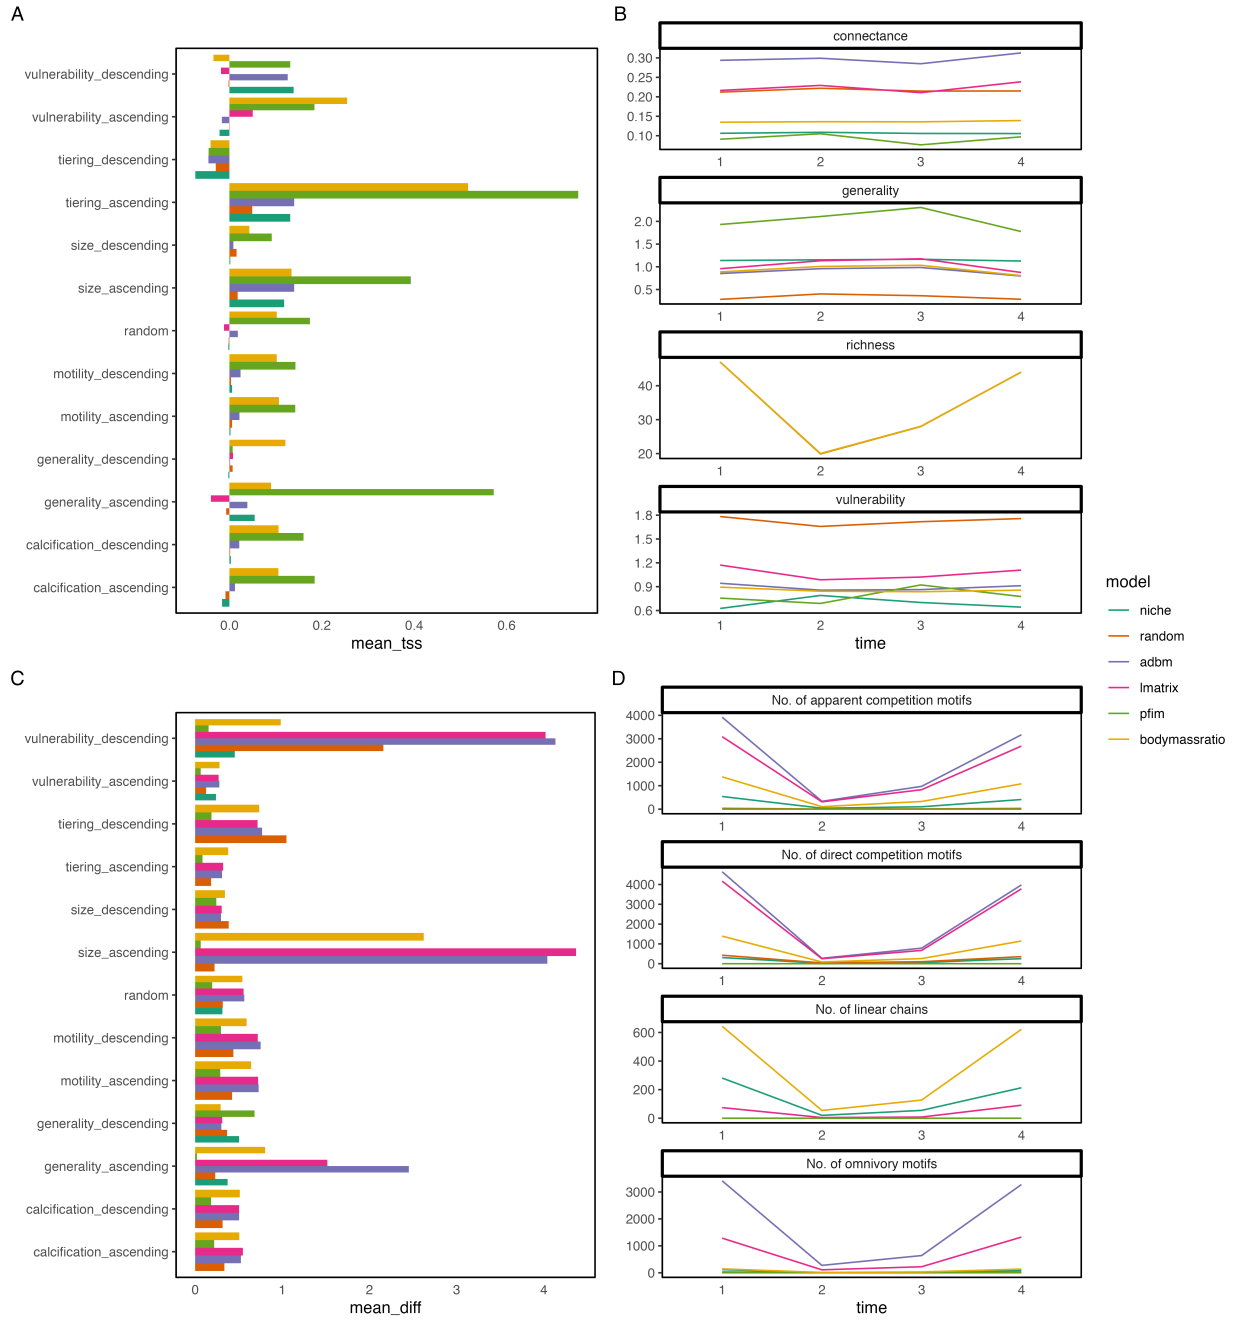 A
vulnerability_descending
vulnerability_ascending
tiering_descending
tiering_ascending
size_descending
size_ascending
random
motility_descending
motility_ascending
generality_descending
generality_ascending
calcification_descending
calcification_ascending
0.0 0.2 0.4 0.6
mean_tss
B
connectance
0.30
0.25
0.20
0.15
0.10
1 2 3 4
generality
2.0
1.5
1.0
0.5
1 2 3 4
richness
40
30
20
1 2 3 4
vulnerability
1.8
1.5
1.2
0.9
0.6
1 2 3 4
time
model
niche
random
adbm
lmatrix
pfim
bodymassratio
C
vulnerability_descending
vulnerability_ascending
tiering_descending
tiering_ascending
size_descending
size_ascending
random
motility_descending
motility_ascending
generality_descending
generality_ascending
calcification_descending
calcification_ascending
0 1 2 3 4
mean_diff
D
No. of apparent competition motifs
4000
3000
2000
1000
0
1 2 3 4
No. of direct competition motifs
4000
3000
2000
1000
0
1 2 3 4
No. of linear chains
600
400
200
0
1 2 3 4
No. of omnivory motifs
3000
2000
1000
0
1 2 3 4
time